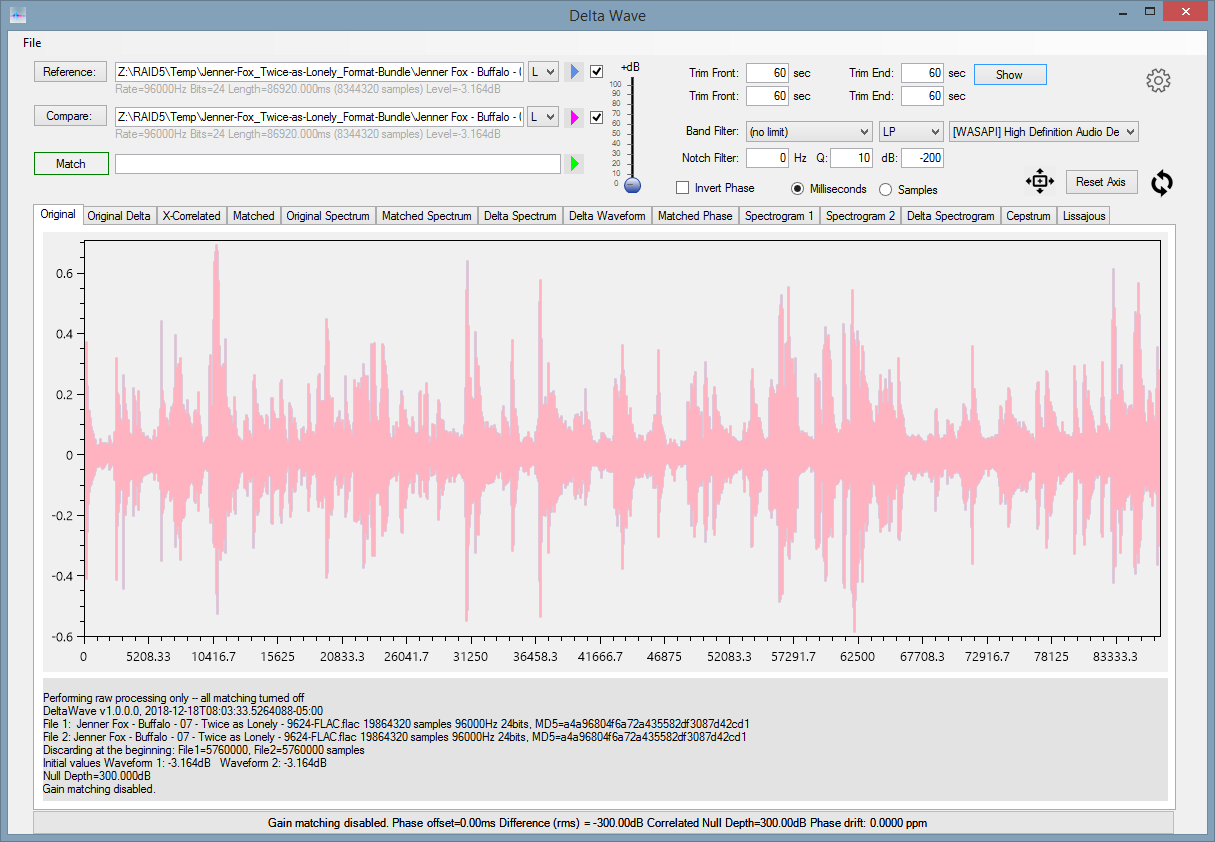 Delta Wave
File
Reference: Z:\RAID5\Temp\Jenner-Fox_Twice-as-Lonely_Format-Bundle\Jenner Fox - Buffalo - ( L
Rate=96000Hz Bits=24 Length=86920.000ms (8344320 samples) Level=-3.164dB
Compare: Z:\RAID5\Temp\Jenner-Fox_Twice-as-Lonely_Format-Bundle\Jenner Fox - Buffalo - ( L
Rate=96000Hz Bits=24 Length=86920.000ms (8344320 samples) Level=-3.164dB
Match
+dB
100
90
80
70
60
50
40
30
20
10
0
Trim Front: 60 sec Trim End: 60 sec Show
Trim Front: 60 sec Trim End: 60 sec
Band Filter: (no limit) LP [WASAPI] High Definition Audio De
Notch Filter: 0 Hz Q: 10 dB: -200
Invert Phase Milliseconds Samples Reset Axis
Original Original Delta X-Correlated Matched Original Spectrum Matched Spectrum Delta Spectrum Delta Waveform Matched Phase Spectrogram 1 Spectrogram 2 Delta Spectrogram Cepstrum Lissajous
0.6
0.4
0.2
0
-0.2
-0.4
-0.6
0 5208.33 10416.7 15625 20833.3 26041.7 31250 36458.3 41666.7 46875 52083.3 57291.7 62500 67708.3 72916.7 78125 83333.3
Performing raw processing only -- all matching turned off
DeltaWave v1.0.0.0, 2018-12-18T08:03:33.5264088-05:00
File 1: Jenner Fox - Buffalo - 07 - Twice as Lonely - 9624-FLAC.flac 19864320 samples 96000Hz 24bits, MD5=a4a96804f6a72a435582df3087d42cd1
File 2: Jenner Fox - Buffalo - 07 - Twice as Lonely - 9624-FLAC.flac 19864320 samples 96000Hz 24bits, MD5=a4a96804f6a72a435582df3087d42cd1
Discarding at the beginning: File1=5760000, File2=5760000 samples
Initial values Waveform 1: -3.164dB Waveform 2: -3.164dB
Null Depth=300.000dB
Gain matching disabled.
Gain matching disabled. Phase offset=0.00ms Difference (rms) = -300.00dB Correlated Null Depth=300.00dB Phase drift: 0.0000 ppm